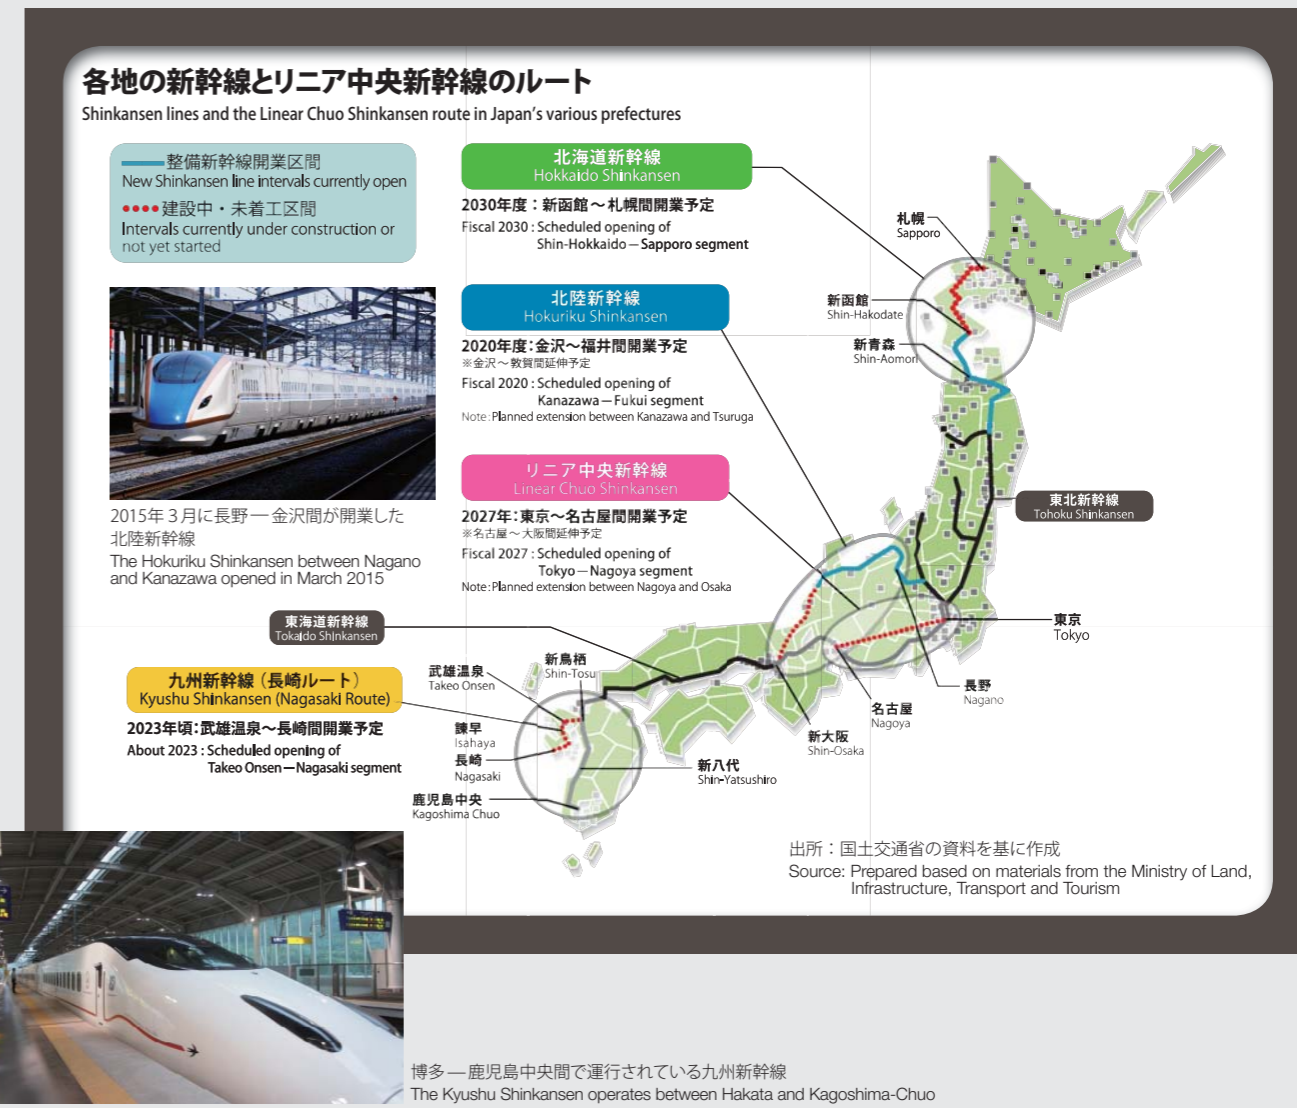 各地の新幹線とリニア中央新幹線のルート
Shinkansen lines and the Linear Chuo Shinkansen route in Japan's various prefectures
整備新幹線開業区間
New Shinkansen line intervals currently open
建設中・未着工区間
Intervals currently under construction or
not yet started
北海道新幹線
Hokkaido Shinkansen
2030年度：新函館～札幌間開業予定
Fiscal 2030 : Scheduled opening of
Shin-Hokkaido — Sapporo segment
北陸新幹線
Hokuriku Shinkansen
2020年度：金沢～福井間開業予定
※金沢～敦賀間延伸予定
Fiscal 2020 : Scheduled opening of
Kanazawa — Fukui segment
Note: Planned extension between Kanazawa and Tsuruga
リニア中央新幹線
Linear Chuo Shinkansen
2027年：東京～名古屋間開業予定
※名古屋～大阪間延伸予定
Fiscal 2027 : Scheduled opening of
Tokyo — Nagoya segment
Note: Planned extension between Nagoya and Osaka
2015年３月に長野 — 金沢間が開業した
北陸新幹線
The Hokuriku Shinkansen between Nagano
and Kanazawa opened in March 2015
東海道新幹線
Tokaido Shinkansen
九州新幹線（長崎ルート）
Kyushu Shinkansen (Nagasaki Route)
2023年頃：武雄温泉～長崎間開業予定
About 2023 : Scheduled opening of
Takeo Onsen — Nagasaki segment
札幌
Sapporo
新函館
Shin-Hakodate
新青森
Shin-Aomori
東北新幹線
Tohoku Shinkansen
東京
Tokyo
長野
Nagano
名古屋
Nagoya
新大阪
Shin-Osaka
新鳥栖
Shin-Tosu
武雄温泉
Takeo Onsen
諫早
Isahaya
長崎
Nagasaki
新八代
Shin-Yatsushiro
鹿児島中央
Kagoshima Chuo
出所：国土交通省の資料を基に作成
Source: Prepared based on materials from the Ministry of Land,
Infrastructure, Transport and Tourism
博多 — 鹿児島中央間で運行されている九州新幹線
The Kyushu Shinkansen operates between Hakata and Kagoshima-Chuo